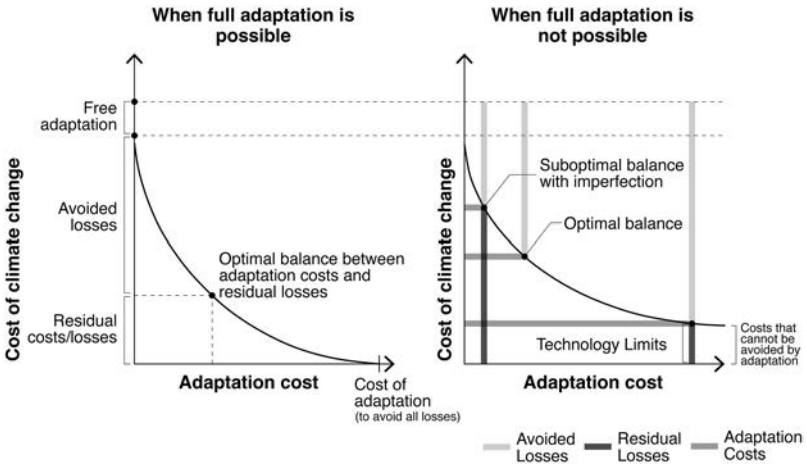 When full adaptation is
possible
Free
adaptation
Cost of climate change
Avoided
losses
Optimal balance between
adaptation costs and
residual losses
Residual
costs/losses
Adaptation cost
Cost of
adaptation
(to avoid all losses)
When full adaptation is
not possible
Cost of climate change
Suboptimal balance
with imperfection
Optimal balance
Technology Limits
Costs that
cannot be
avoided by
adaptation
Adaptation cost
Avoided
Losses
Residual
Losses
Adaptation
Costs